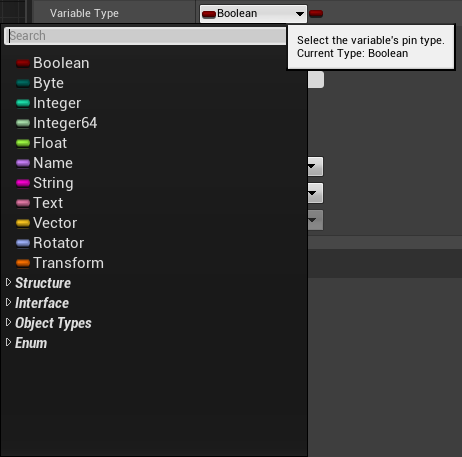 Variable Type
Boolean
Search
Select the variable's pin type.
Current Type: Boolean
Boolean
Byte
Integer
Integer64
Float
Name
String
Text
Vector
Rotator
Transform
Structure
Interface
Object Types
Enum